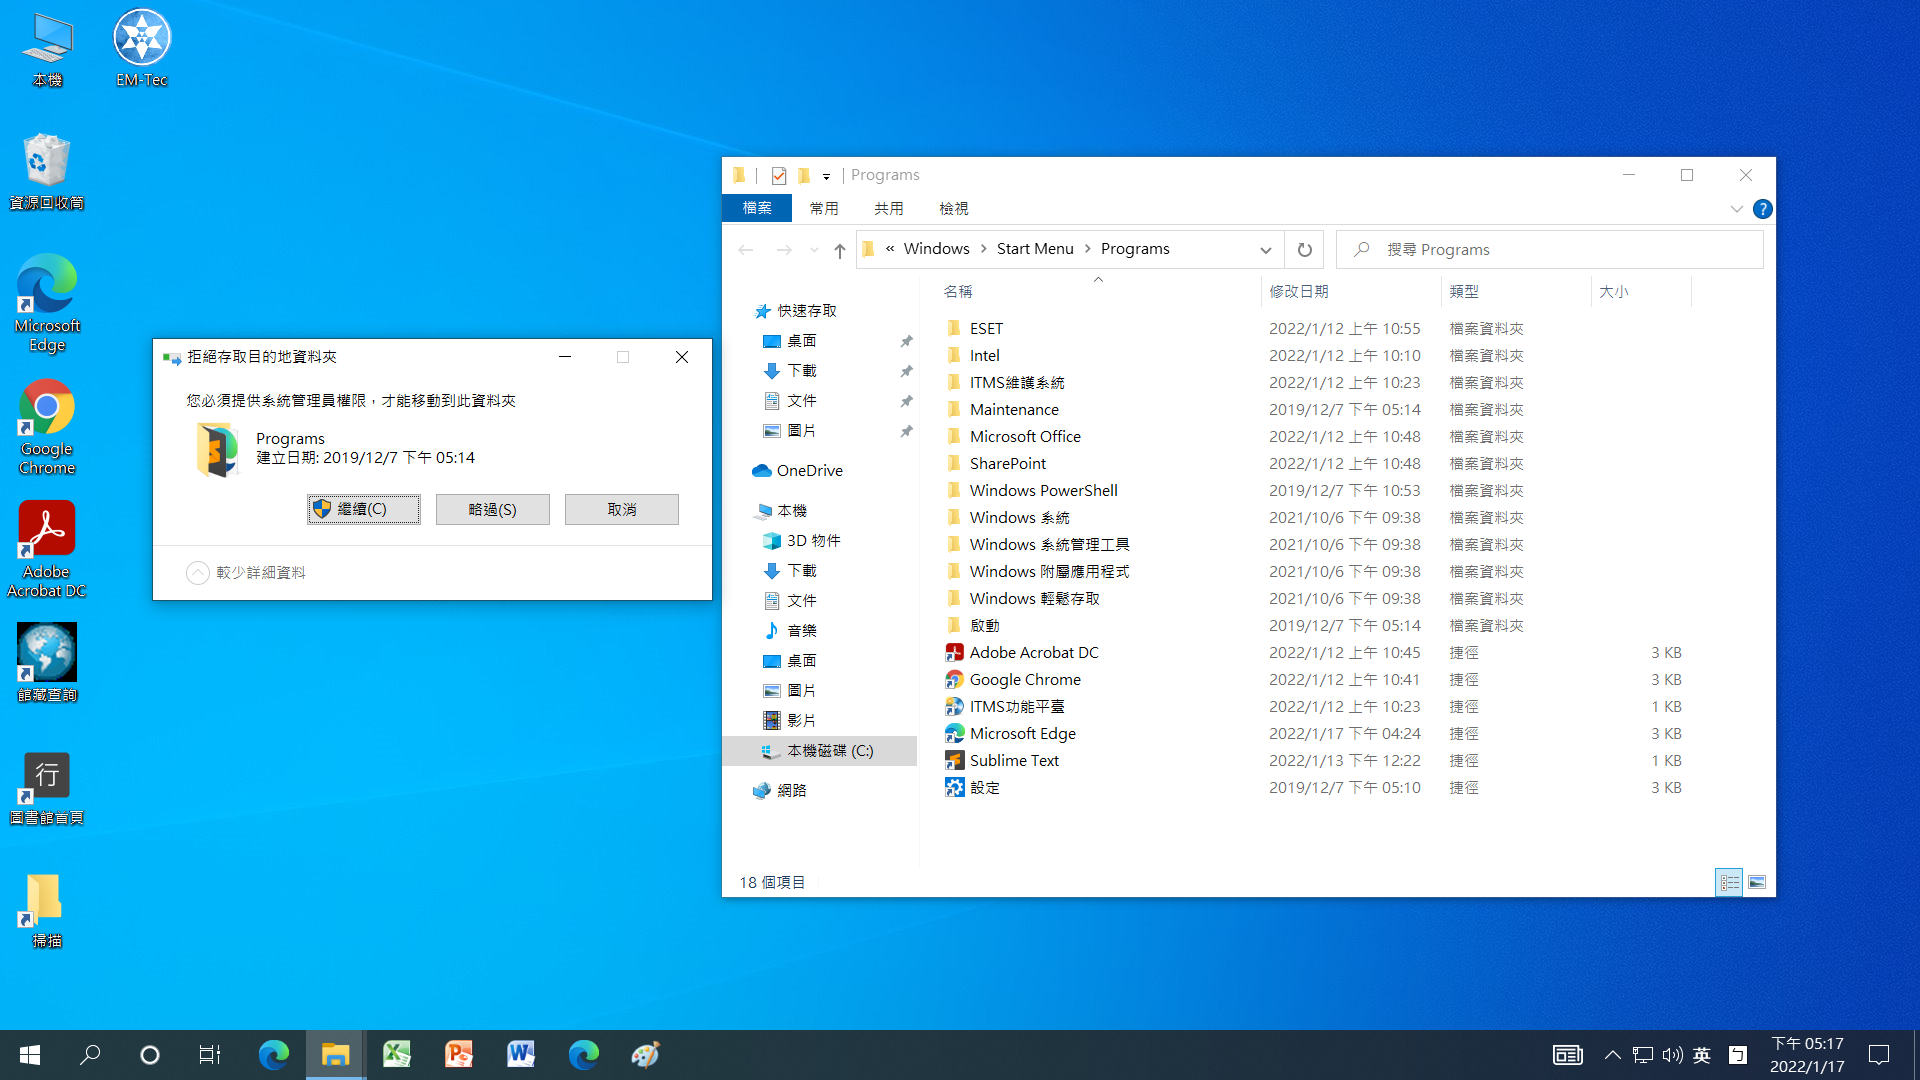 本機
EM-Tec
資源回收筒
Microsoft
Edge
Google
Chrome
Adobe
Acrobat DC
館藏查詢
行
圖書館首頁
掃描
拒絕存取目的地資料夾
您必須提供系統管理員權限，才能移動到此資料夾
Programs
建立日期: 2019/12/7 下午 05:14
繼續(C)
略過(S)
取消
較少詳細資料
Programs
檔案
常用
共用
檢視
« Windows › Start Menu › Programs
搜尋 Programs
快速存取
桌面
下載
文件
圖片
OneDrive
本機
3D 物件
下載
文件
音樂
桌面
圖片
影片
本機磁碟 (C:)
網路
名稱 修改日期 類型 大小
ESET 2022/1/12 上午 10:55 檔案資料夾
Intel 2022/1/12 上午 10:10 檔案資料夾
ITMS維護系統 2022/1/12 上午 10:23 檔案資料夾
Maintenance 2019/12/7 下午 05:14 檔案資料夾
Microsoft Office 2022/1/12 上午 10:48 檔案資料夾
SharePoint 2022/1/12 上午 10:48 檔案資料夾
Windows PowerShell 2019/12/7 下午 10:53 檔案資料夾
Windows 系統 2021/10/6 下午 09:38 檔案資料夾
Windows 系統管理工具 2021/10/6 下午 09:38 檔案資料夾
Windows 附屬應用程式 2021/10/6 下午 09:38 檔案資料夾
Windows 輕鬆存取 2021/10/6 下午 09:38 檔案資料夾
啟動 2019/12/7 下午 05:14 檔案資料夾
Adobe Acrobat DC 2022/1/12 上午 10:45 捷徑 3 KB
Google Chrome 2022/1/12 上午 10:41 捷徑 3 KB
ITMS功能平臺 2022/1/12 上午 10:23 捷徑 1 KB
Microsoft Edge 2022/1/17 下午 04:24 捷徑 3 KB
Sublime Text 2022/1/13 下午 12:22 捷徑 1 KB
設定 2019/12/7 下午 05:10 捷徑 3 KB
18 個項目
英
ㄅ
下午 05:17
2022/1/17